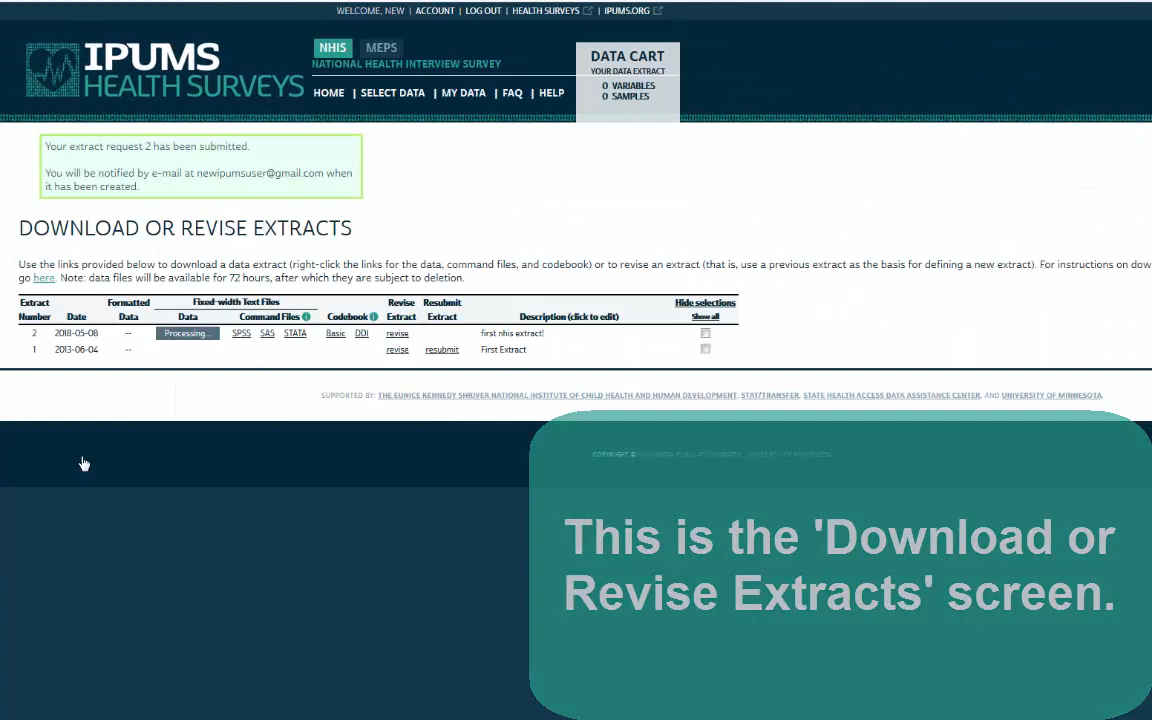 WELCOME, NEW | ACCOUNT | LOG OUT | HEALTH SURVEYS | IPUMS.ORG
IPUMS
HEALTH SURVEYS
NHIS MEPS
NATIONAL HEALTH INTERVIEW SURVEY
HOME | SELECT DATA | MY DATA | FAQ | HELP
DATA CART
YOUR DATA EXTRACT
0 VARIABLES
0 SAMPLES
Your extract request 2 has been submitted.
You will be notified by e-mail at newipumsuser@gmail.com when
it has been created.
DOWNLOAD OR REVISE EXTRACTS
Use the links provided below to download a data extract (right-click the links for the data, command files, and codebook) or to revise an extract (that is, use a previous extract as the basis for defining a new extract). For instructions on dow
go here. Note: data files will be available for 72 hours, after which they are subject to deletion.
Extract Formatted Fixed-width Text Files Revise Resubmit Hide selections
Number Date Data Data Command Files Codebook Extract Extract Description (click to edit) Show all
2 2018-05-08 -- Processing... SPSS SAS STATA Basic DDI revise first nhis extract!
1 2013-06-04 -- revise resubmit First Extract
SUPPORTED BY: THE EUNICE KENNEDY SHRIVER NATIONAL INSTITUTE OF CHILD HEALTH AND HUMAN DEVELOPMENT, STAT/TRANSFER, STATE HEALTH ACCESS DATA ASSISTANCE CENTER, AND UNIVERSITY OF MINNESOTA.
COPYRIGHT ©
This is the 'Download or
Revise Extracts' screen.